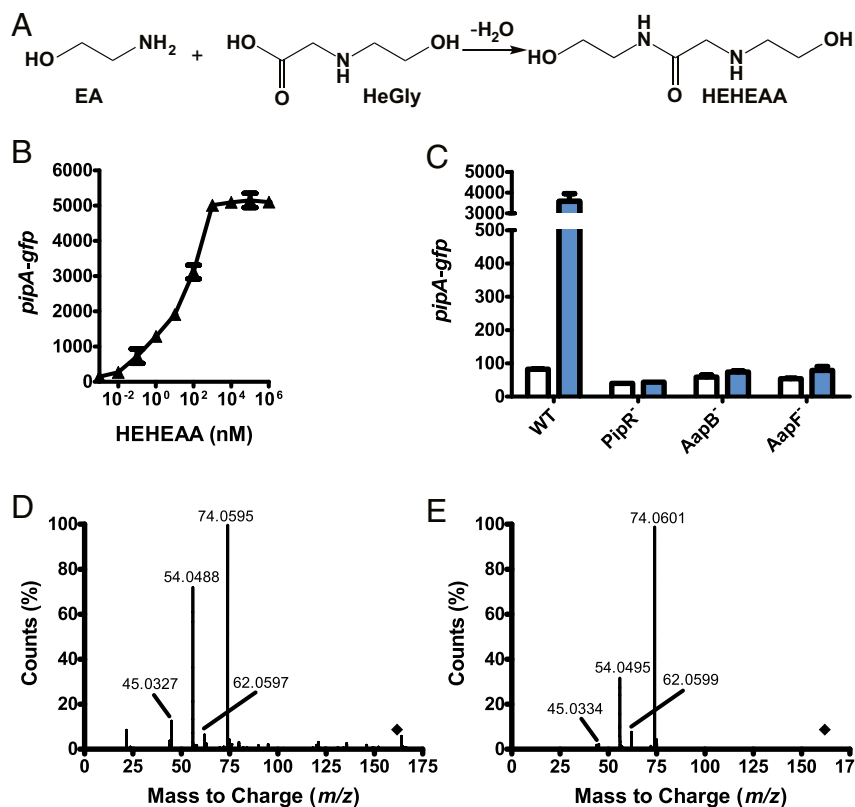 A
HO
NH2
+
EA
HO
O
N
H
OH
HeGly
-H2O
HO
H
N
O
N
H
OH
HEHEAA
B
pipA-gfp
6000
5000
4000
3000
2000
1000
0
10-2 100 102 104 106
HEHEAA (nM)
C
pipA-gfp
5000
4000
3000
500
400
300
200
100
0
WT
PipR-
AapB-
AapF-
D
Counts (%)
100
80
60
40
20
0
74.0595
54.0488
45.0327
62.0597
0 25 50 75 100 125 150 175
Mass to Charge (m/z)
E
Counts (%)
100
80
60
40
20
0
74.0601
54.0495
45.0334
62.0599
0 25 50 75 100 125 150 17
Mass to Charge (m/z)